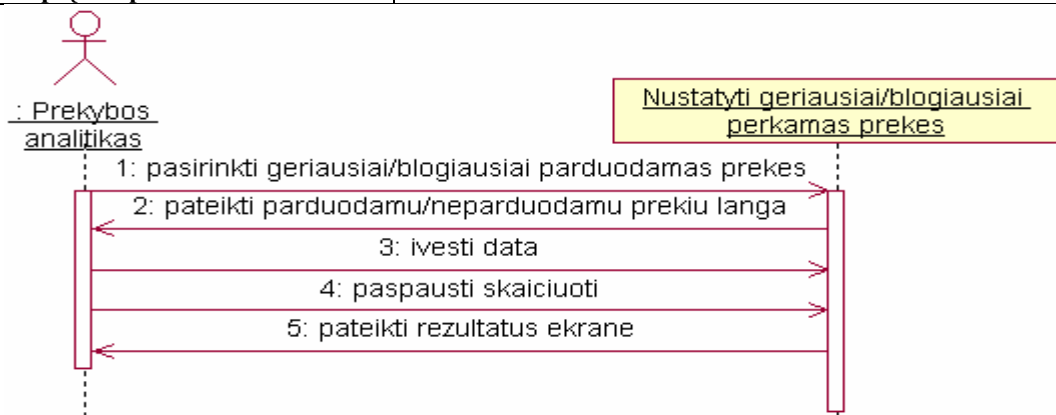 : Prekybos
analitikas
Nustatyti geriausiai/blogiausiai
perkamas prekes
1: pasirinkti geriausiai/blogiausiai parduodamas prekes
2: pateikti parduodamu/neparduodamu prekiu langa
3: ivesti data
4: paspausti skaiciuoti
5: pateikti rezultatus ekrane